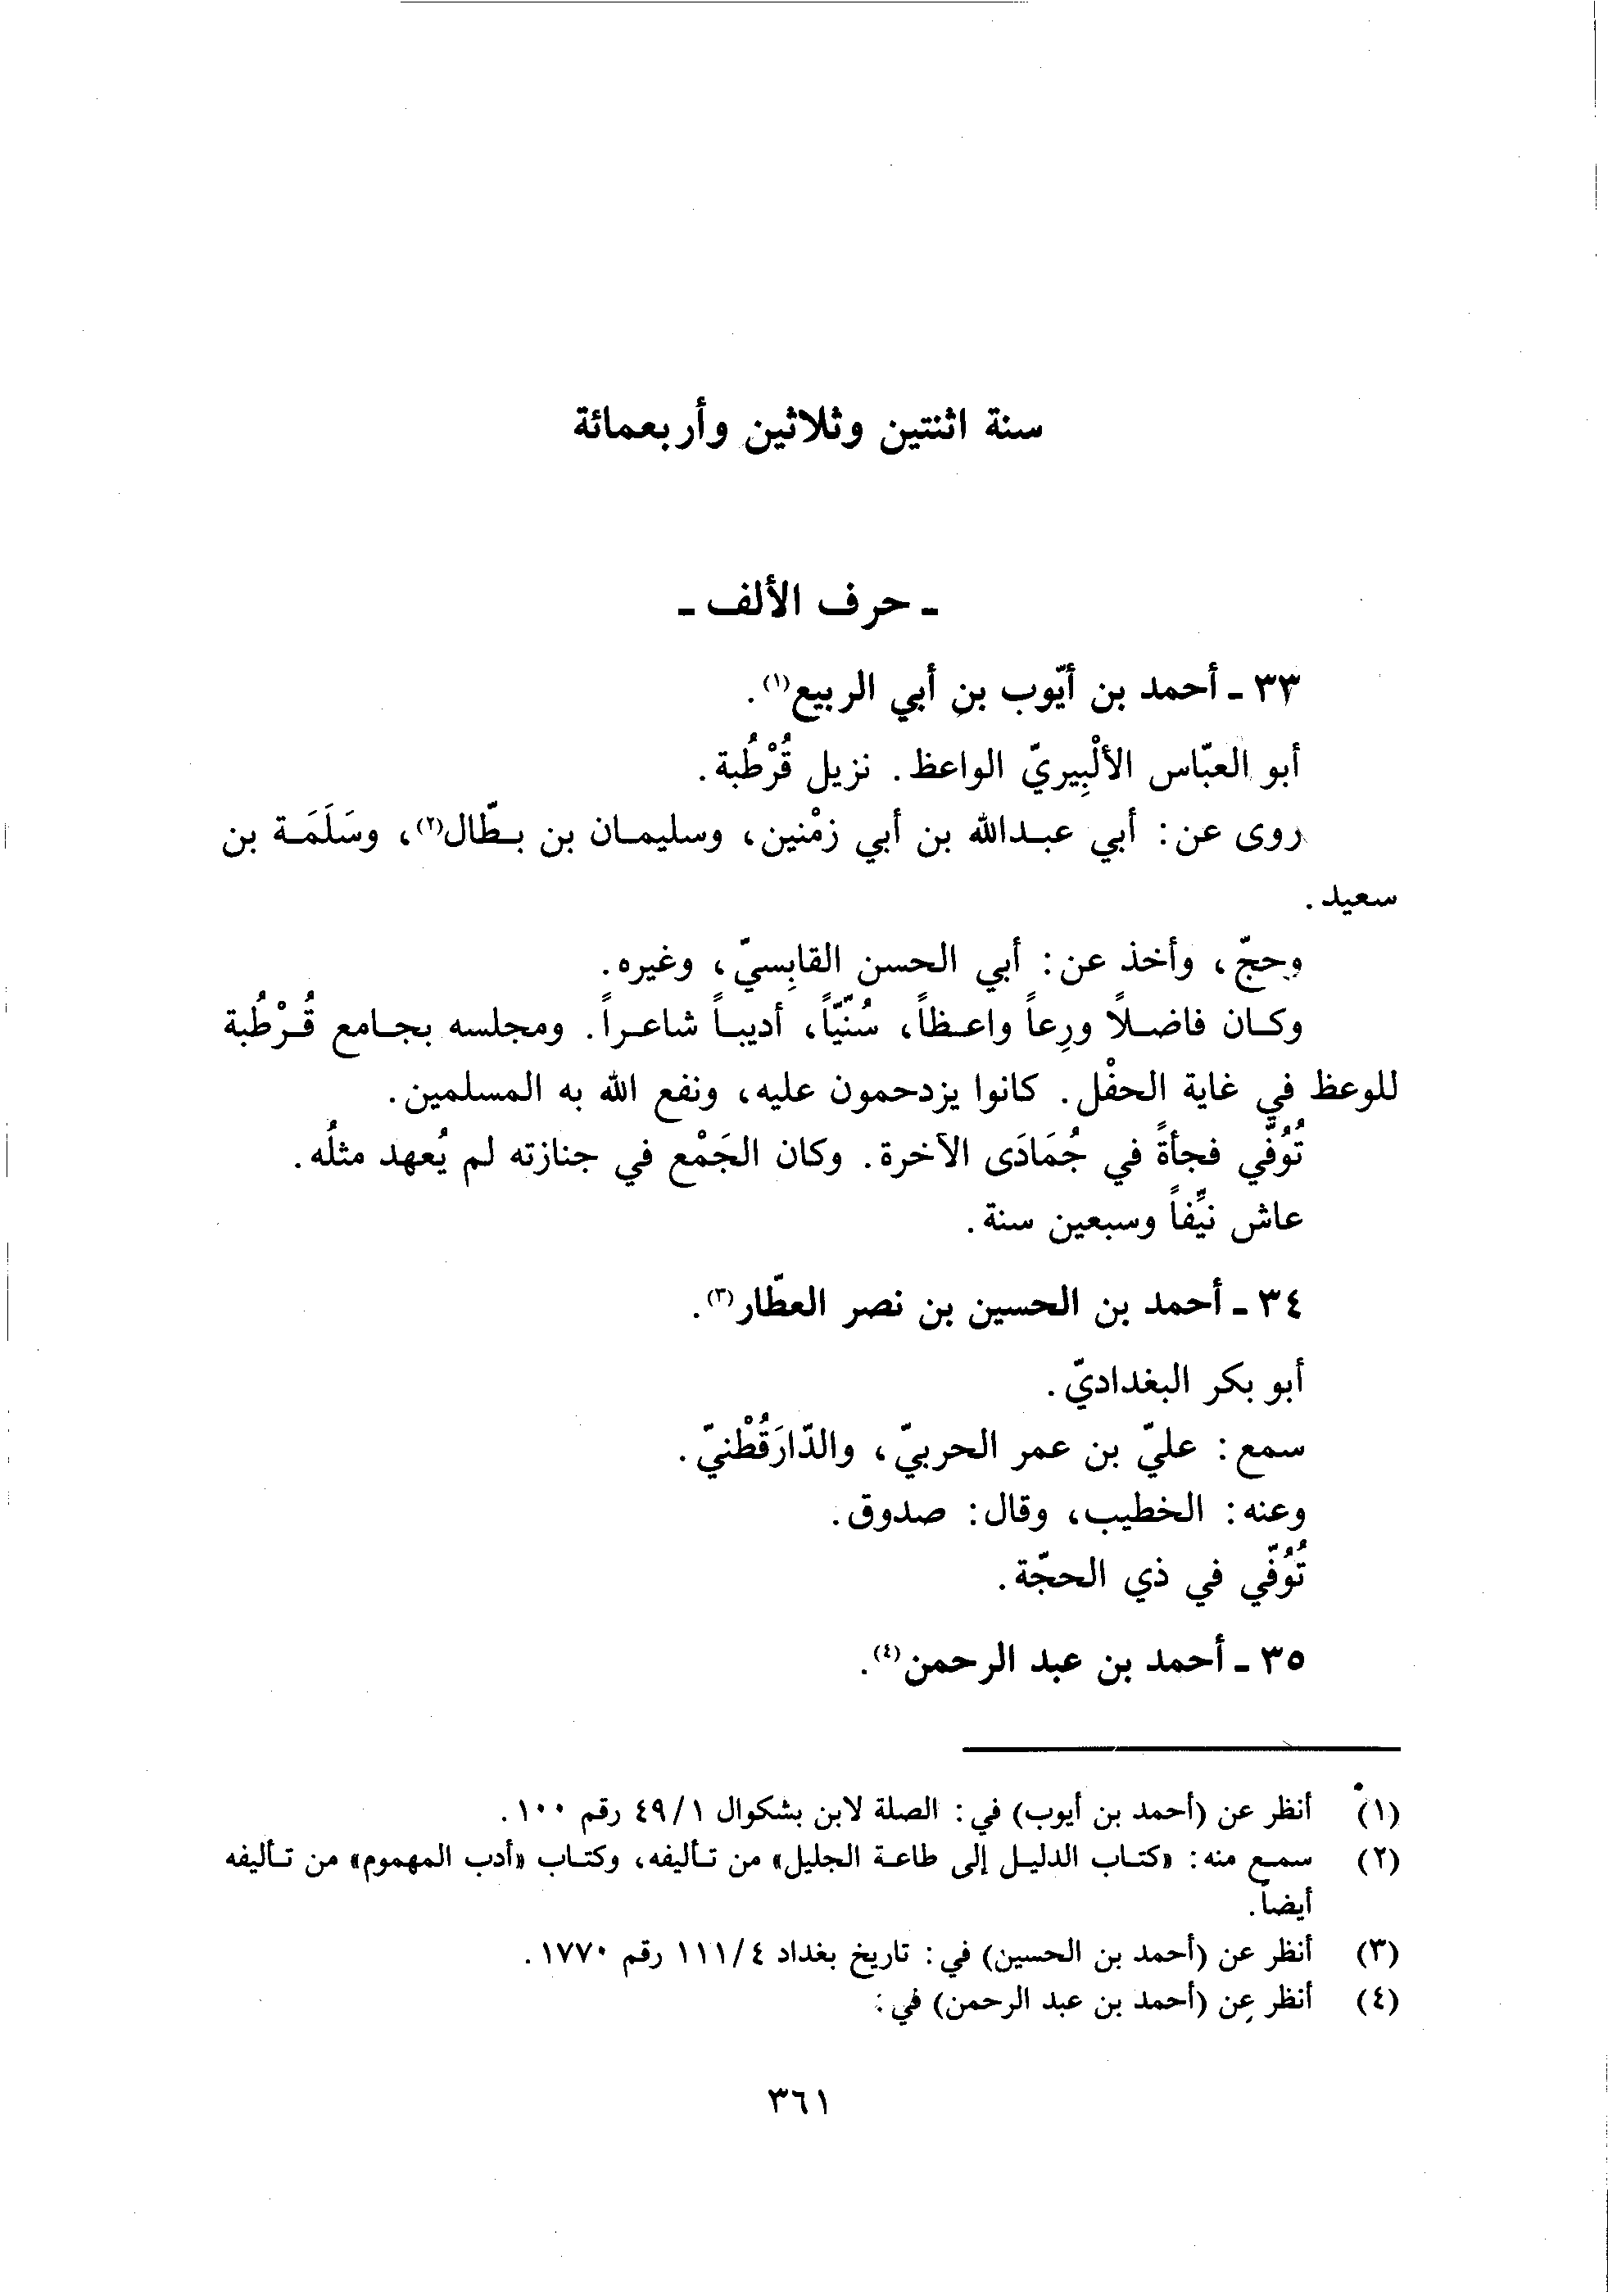 سنة اثنتين وثلاثين وأربعمائة
ـ حرف الألف ـ
٣٣ ـ أحمد بن أيّوب بنِ أبي الربيع(١).
أبو العبّاس الألْبِيريّ الواعظ. نزيل قُرْطُبة.
روى عن: أبي عبدالله بن أبي زمْنين، وسليمان بن بطّال(٢)، وسَلَمَة بن
سعيد.
وحجّ، وأخذ عن: أبي الحسن القابِسيّ، وغيره.
وكان فاضلاً ورِعاً واعظاً، سُنّيّاً، أديباً شاعراً. ومجلسه بجامع قُرْطُبة
للوعظ في غاية الحفْل. كانوا يزدحمون عليه، ونفع الله به المسلمين.
تُوُفّي فجأةً في جُمَادَى الآخرة. وكان الجَمْع في جنازته لم يُعهد مثلُه.
عاش نيِّفاً وسبعين سنة.
٣٤ ـ أحمد بن الحسين بن نصر العطّار(٣).
أبو بكر البغداديّ.
سمع: عليّ بن عمر الحربيّ، والدّارَقُطْنيّ.
وعنه: الخطيب، وقال: صدوق.
تُوُفّي في ذي الحجّة.
٣٥ ـ أحمد بن عبد الرحمن(٤).
(١) أنظر عن (أحمد بن أيوب) في: الصلة لابن بشكوال ٤٩/١ رقم ١٠٠.
(٢) سمع منه: «كتاب الدليل إلى طاعة الجليل» من تأليفه، وكتاب «أدب المهموم» من تأليفه
أيضاً.
(٣) أنظر عن (أحمد بن الحسين) في: تاريخ بغداد ١١١/٤ رقم ١٧٧٠.
(٤) أنظر عن (أحمد بن عبد الرحمن) في:
٣٦١